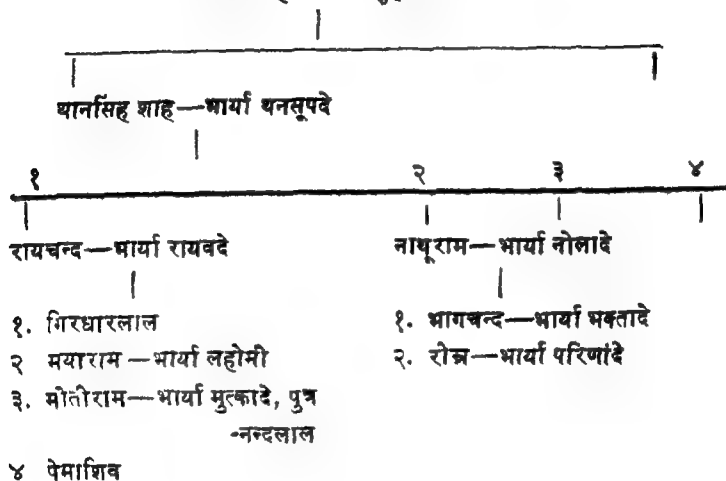 थानसिंह शाह—भार्या थनसूपदे
१ २ ३ ४
रायचन्द—भार्या रायवदे
नाथूराम—भार्या नोलादे
१. गिरधारलाल
२ मयाराम—भार्या लहोमी
३. मोतीराम—भार्या मुत्कादे, पुत्र
-नन्दलाल
४ पेमाशिव
१. भागचन्द—भार्या भक्तादे
२. रोन्न—भार्या परिणांदे